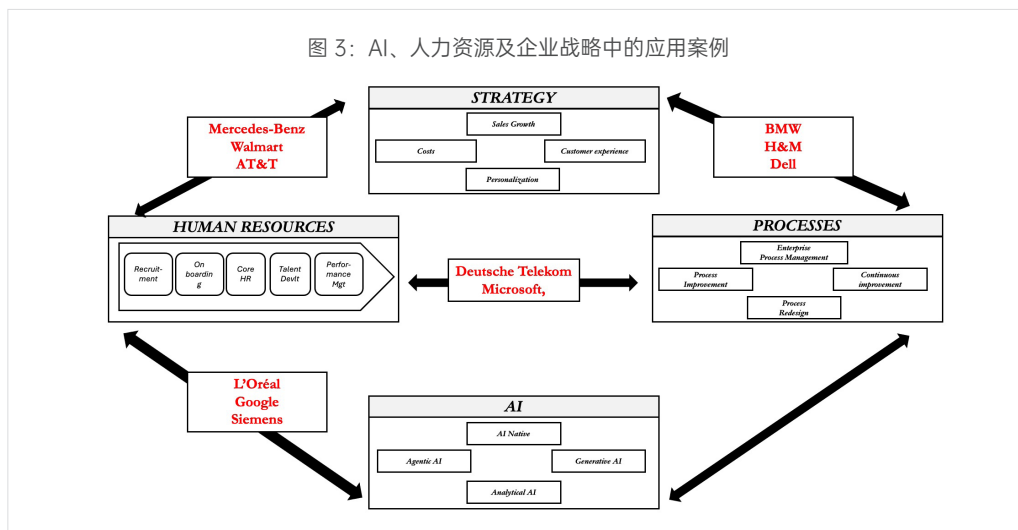 图 3：AI、人力资源及企业战略中的应用案例
STRATEGY
Sales Growth
Costs
Customer experience
Personalization
Mercedes-Benz
Walmart
AT&T
BMW
H&M
Dell
HUMAN RESOURCES
Recruit-
ment
On
boardin
g
Core
HR
Talent
Devlt
Perfor-
mance
Mgt
Deutsche Telekom
Microsoft,
PROCESSES
Enterprise
Process Management
Process
Improvement
Continuous
improvement
Process
Redesign
L’Oréal
Google
Siemens
AI
AI Native
Agentic AI
Generative AI
Analytical AI